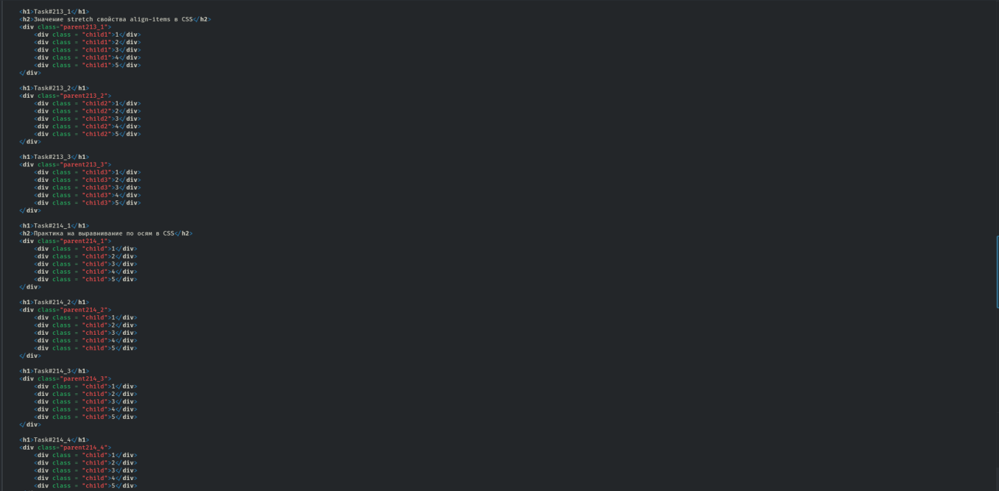 <h1>Task#213_1</h1>
<h2>Значение stretch свойства align-items в CSS</h2>
<div class="parent213_1">
<div class = "child1">1</div>
<div class = "child1">2</div>
<div class = "child1">3</div>
<div class = "child1">4</div>
<div class = "child1">5</div>
</div>
<h1>Task#213_2</h1>
<div class="parent213_2">
<div class = "child2">1</div>
<div class = "child2">2</div>
<div class = "child2">3</div>
<div class = "child2">4</div>
<div class = "child2">5</div>
</div>
<h1>Task#213_3</h1>
<div class="parent213_3">
<div class = "child3">1</div>
<div class = "child3">2</div>
<div class = "child3">3</div>
<div class = "child3">4</div>
<div class = "child3">5</div>
</div>
<h1>Task#214_1</h1>
<h2>Практика на выравнивание по осям в CSS</h2>
<div class="parent214_1">
<div class = "child">1</div>
<div class = "child">2</div>
<div class = "child">3</div>
<div class = "child">4</div>
<div class = "child">5</div>
</div>
<h1>Task#214_2</h1>
<div class="parent214_2">
<div class = "child">1</div>
<div class = "child">2</div>
<div class = "child">3</div>
<div class = "child">4</div>
<div class = "child">5</div>
</div>
<h1>Task#214_3</h1>
<div class="parent214_3">
<div class = "child">1</div>
<div class = "child">2</div>
<div class = "child">3</div>
<div class = "child">4</div>
<div class = "child">5</div>
</div>
<h1>Task#214_4</h1>
<div class="parent214_4">
<div class = "child">1</div>
<div class = "child">2</div>
<div class = "child">3</div>
<div class = "child">4</div>
<div class = "child">5</div>